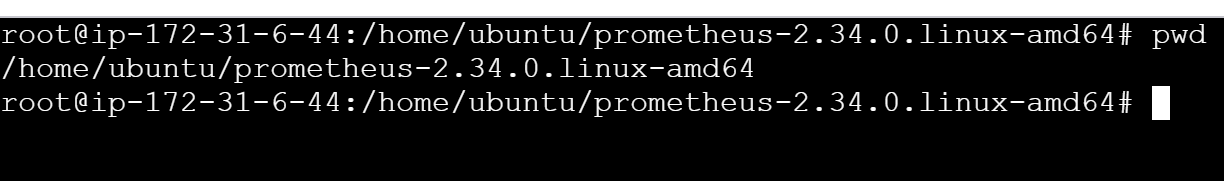 root@ip-172-31-6-44:/home/ubuntu/prometheus-2.34.0.linux-amd64# pwd
/home/ubuntu/prometheus-2.34.0.linux-amd64
root@ip-172-31-6-44:/home/ubuntu/prometheus-2.34.0.linux-amd64#